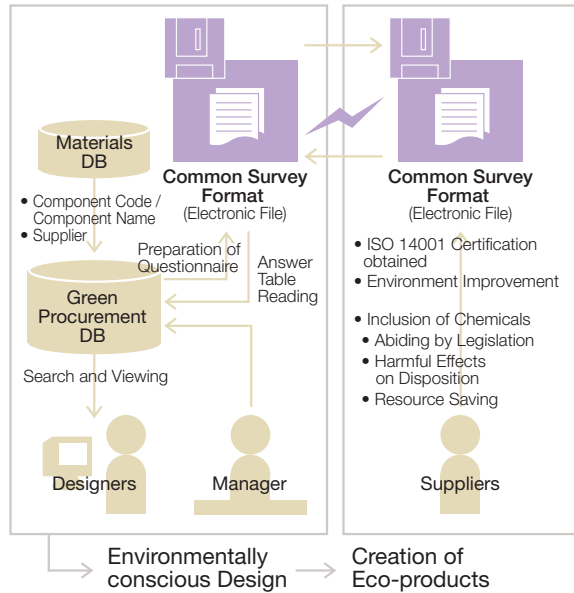 Materials
DB
Common Survey
Format
(Electronic File)
Common Survey
Format
(Electronic File)
• Component Code /
Component Name
• Supplier
Preparation of
Questionnaire
Answer
Table
Reading
Green
Procurement
DB
Search and Viewing
Designers
Manager
• ISO 14001 Certification
obtained
• Environment Improvement
• Inclusion of Chemicals
• Abiding by Legislation
• Harmful Effects
on Disposition
• Resource Saving
Suppliers
Environmentally
conscious Design
Creation of
Eco-products